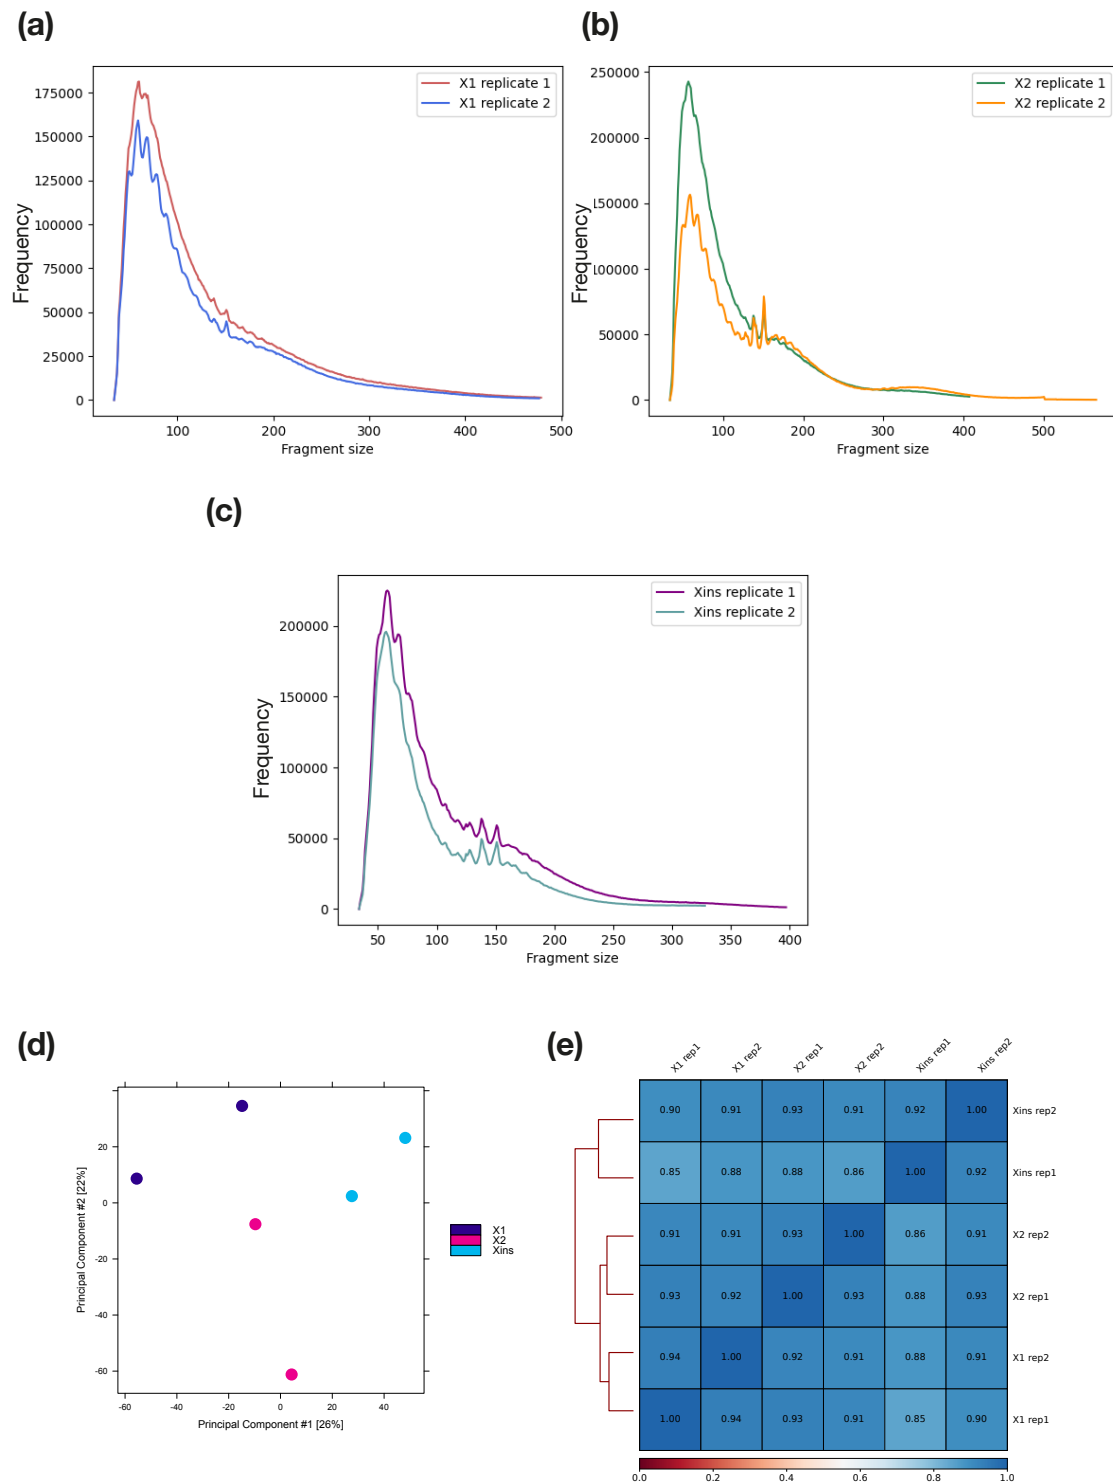 (a)
X1 replicate 1
X1 replicate 2
175000
150000
125000
100000
75000
50000
25000
0
Frequency
100 200 300 400 500
Fragment size
(b)
X2 replicate 1
X2 replicate 2
250000
200000
150000
100000
50000
0
Frequency
100 200 300 400 500
Fragment size
(c)
Xins replicate 1
Xins replicate 2
200000
150000
100000
50000
0
Frequency
50 100 150 200 250 300 350 400
Fragment size
(d)
20
0
-20
-40
-60
Principal Component #2 [22%]
-60 -40 -20 0 20 40
Principal Component #1 [26%]
X1
X2
Xins
(e)
X1 rep1 X1 rep2 X2 rep1 X2 rep2 Xins rep1 Xins rep2
0.90 0.91 0.93 0.91 0.92 1.00 Xins rep2
0.85 0.88 0.88 0.86 1.00 0.92 Xins rep1
0.91 0.91 0.93 1.00 0.86 0.91 X2 rep2
0.93 0.92 1.00 0.93 0.88 0.93 X2 rep1
0.94 1.00 0.92 0.91 0.88 0.91 X1 rep2
1.00 0.94 0.93 0.91 0.85 0.90 X1 rep1
0.0 0.2 0.4 0.6 0.8 1.0